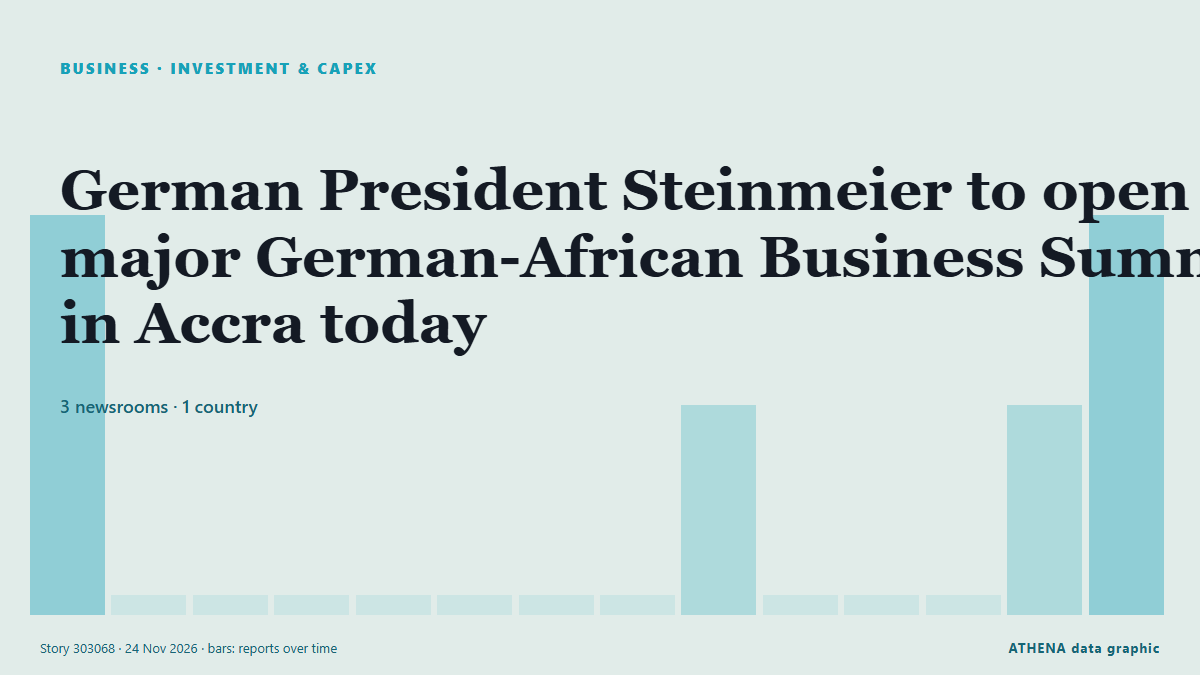 BUSINESS · INVESTMENT & CAPEX
German President Steinmeier to open
major German-African Business Sum
in Accra today
3 newsrooms · 1 country
Story 303068 · 24 Nov 2026 · bars: reports over time
ATHENA data graphic